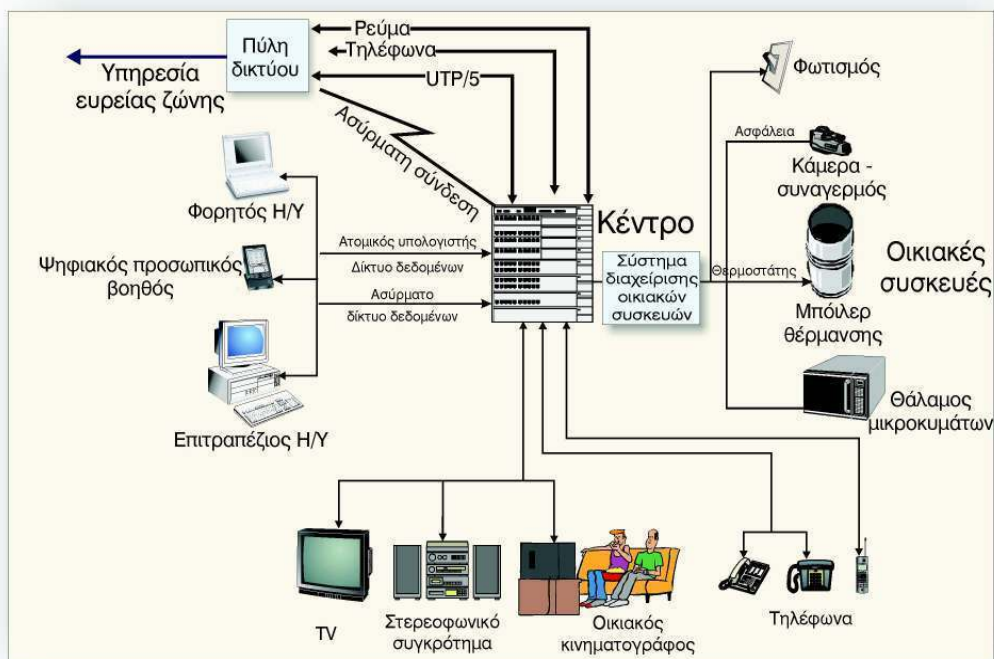 Ρεύμα
Τηλέφωνα
UTP/5
Πύλη
δικτύου
Υπηρεσία
ευρείας ζώνης
Ασύρματη σύνδεση
Φορητός Η/Υ
Ψηφιακός προσωπικός
βοηθός
Επιτραπέζιος Η/Υ
Ατομικός υπολογιστής
Δίκτυο δεδομένων
Ασύρματο
δίκτυο δεδομένων
Κέντρο
Σύστημα
διαχείρισης
οικιακών
συσκευών
Φωτισμός
Ασφάλεια
Κάμερα -
συναγερμός
Θερμοστάτης
Μπόιλερ
θέρμανσης
Οικιακές
συσκευές
Θάλαμος
μικροκυμάτων
TV
Στερεοφωνικό
συγκρότημα
Οικιακός
κινηματογράφος
Τηλέφωνα